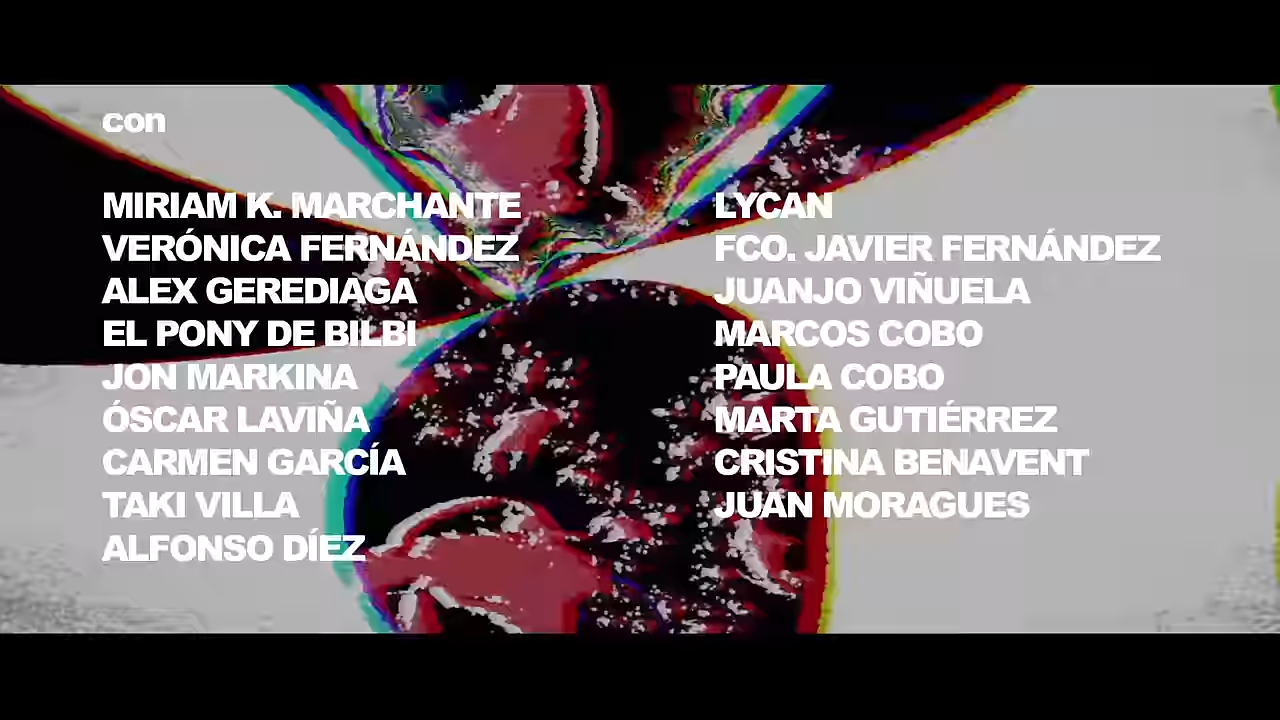 con
MIRIAM K. MARCHANTE
VERÓNICA FERNÁNDEZ
ALEX GEREDIAGA
EL PONY DE BILBI
JON MARKINA
ÓSCAR LAVIÑA
CARMEN GARCÍA
TAKI VILLA
ALFONSO DÍEZ
LYCAN
FCO. JAVIER FERNÁNDEZ
JUANJO VIÑUELA
MARCOS COBO
PAULA COBO
MARTA GUTIÉRREZ
CRISTINA BENAVENT
JUAN MORAGUES